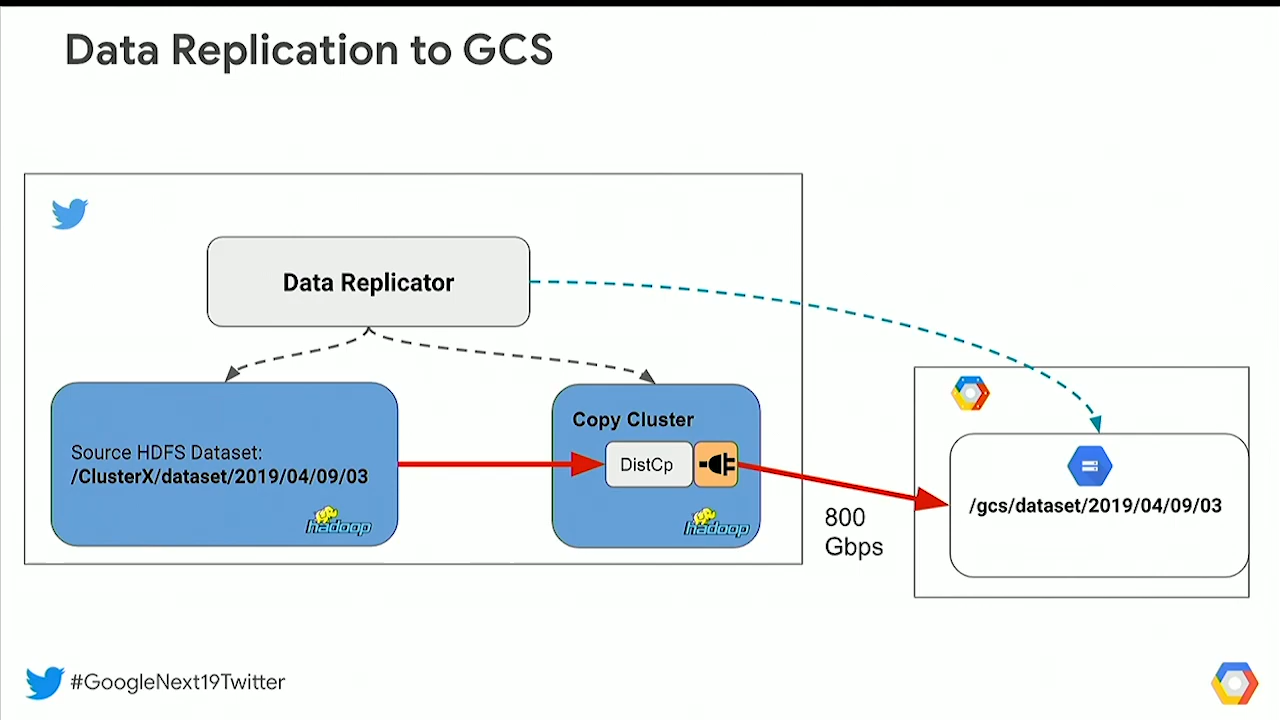 Data Replication to GCS
Data Replicator
Source HDFS Dataset:
/ClusterX/dataset/2019/04/09/03
hadoop
Copy Cluster
DistCp
hadoop
800
Gbps
/gcs/dataset/2019/04/09/03
#GoogleNext19Twitter